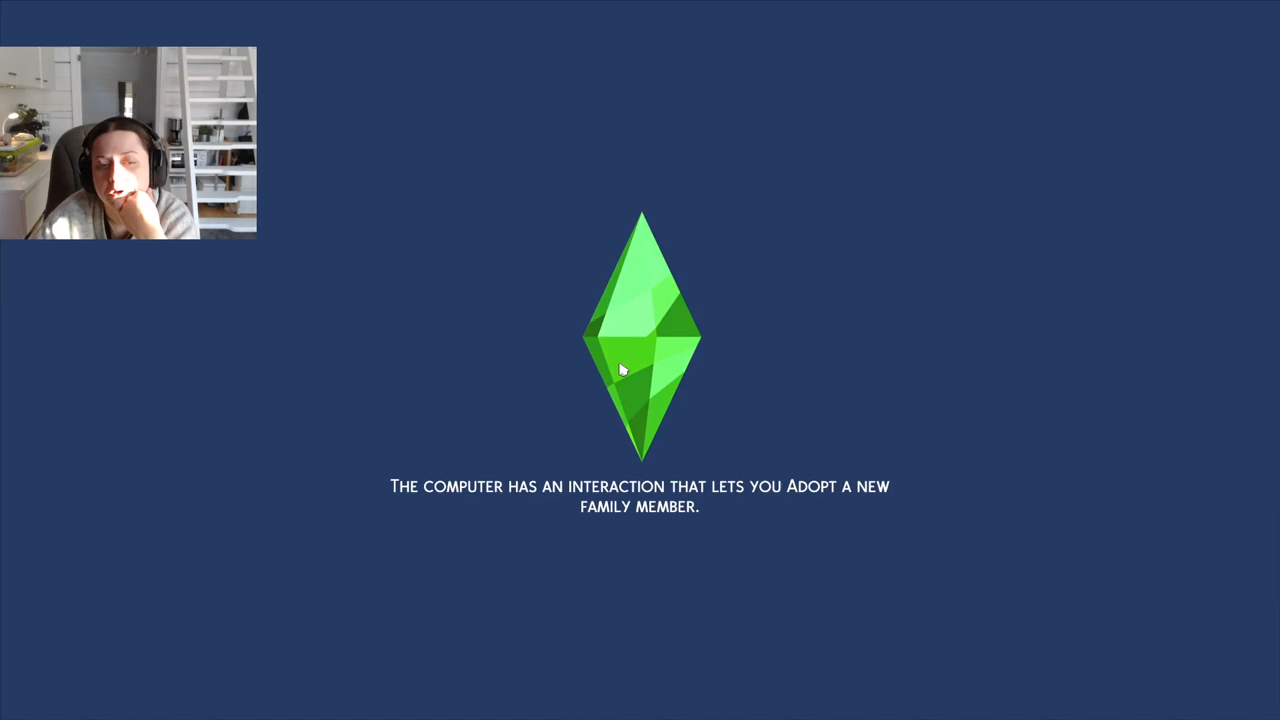 The computer has an interaction that lets you Adopt a new
family member.